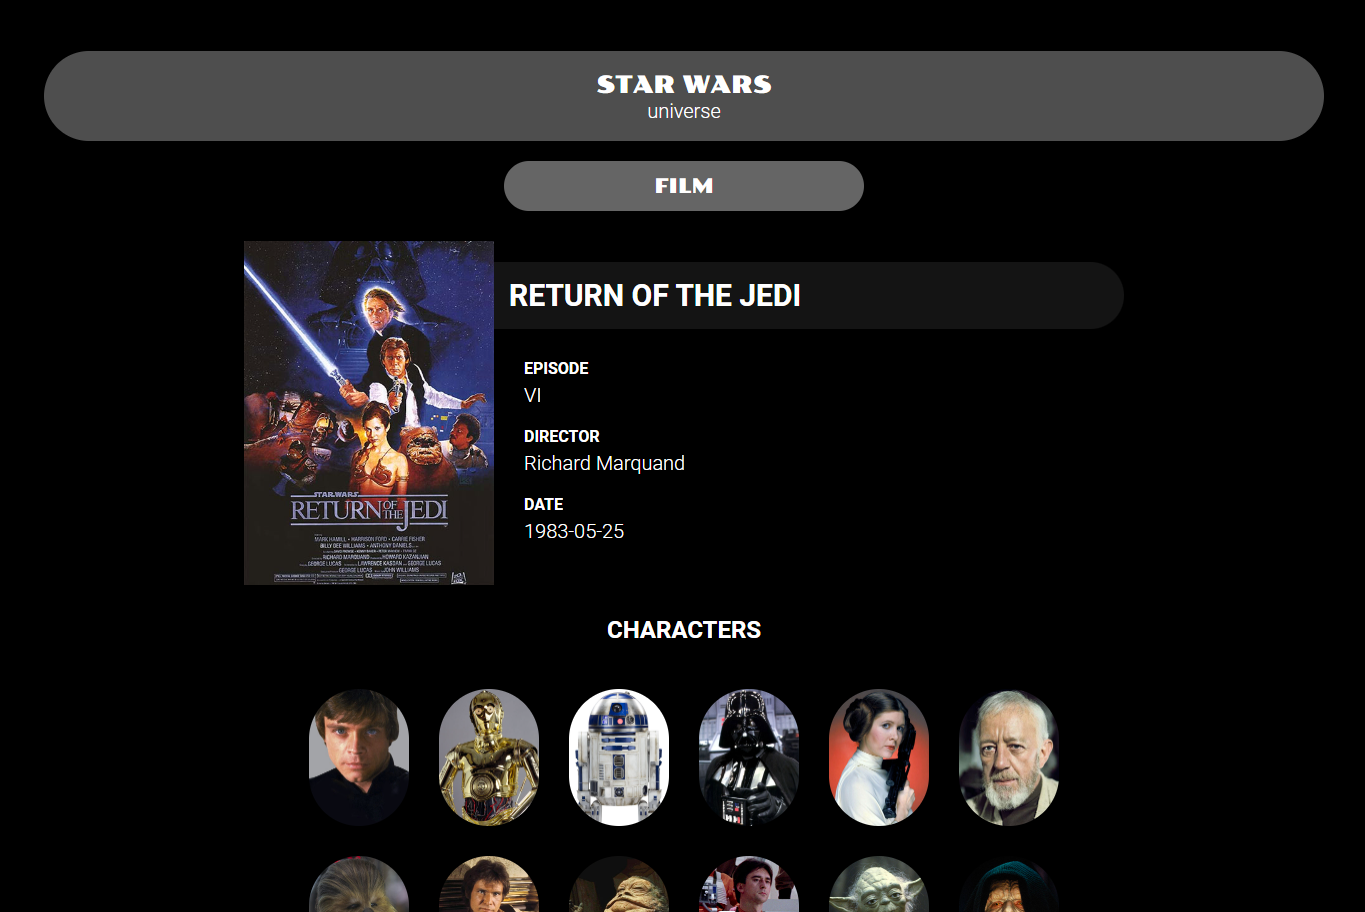 STAR WARS
universe
FILM
RETURN OF THE JEDI
EPISODE
VI
DIRECTOR
Richard Marquand
DATE
1983-05-25
STAR WARS
RETURN OF THE JEDI
MARK HAMILL • HARRISON FORD • CARRIE FISHER
BILLY DEE WILLIAMS • ANTHONY DANIELS
RICHARD MARQUAND HOWARD KAZANJIAN
GEORGE LUCAS LAWRENCE KASDAN GEORGE LUCAS
GEORGE LUCAS JOHN WILLIAMS
CHARACTERS